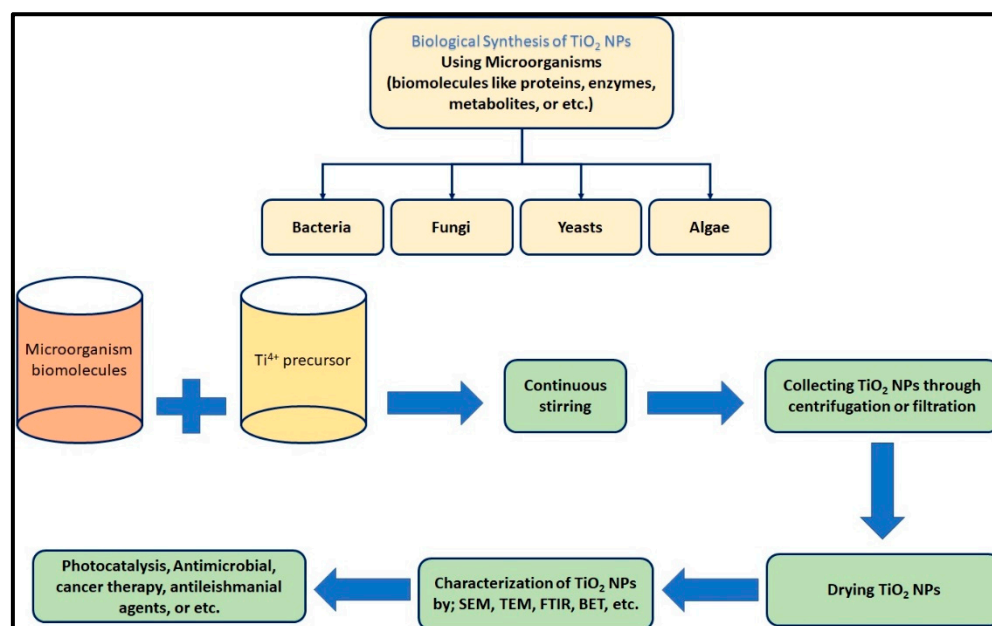 Biological Synthesis of TiO₂ NPs
Using Microorganisms
(biomolecules like proteins, enzymes,
metabolites, or etc.)
Bacteria
Fungi
Yeasts
Algae
Microorganism
biomolecules
Ti⁴⁺ precursor
Continuous
stirring
Collecting TiO₂ NPs through
centrifugation or filtration
Drying TiO₂ NPs
Characterization of TiO₂ NPs
by; SEM, TEM, FTIR, BET, etc.
Photocatalysis, Antimicrobial,
cancer therapy, antileishmanial
agents, or etc.